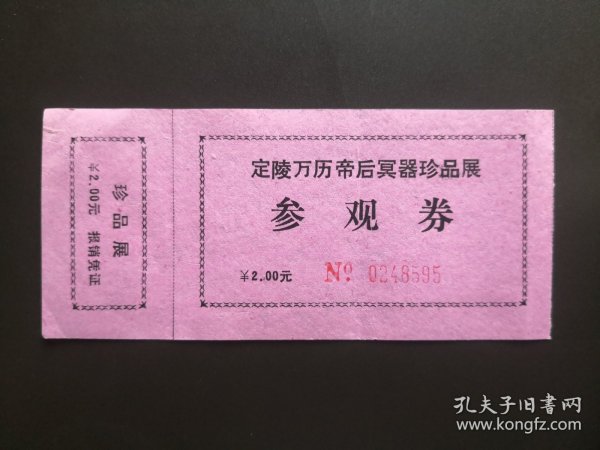 珍品展
¥2.00元 报销凭证
定陵万历帝后冥器珍品展
参观券
¥2.00元 No. 0248595
孔夫子旧书网
www.kongfz.com